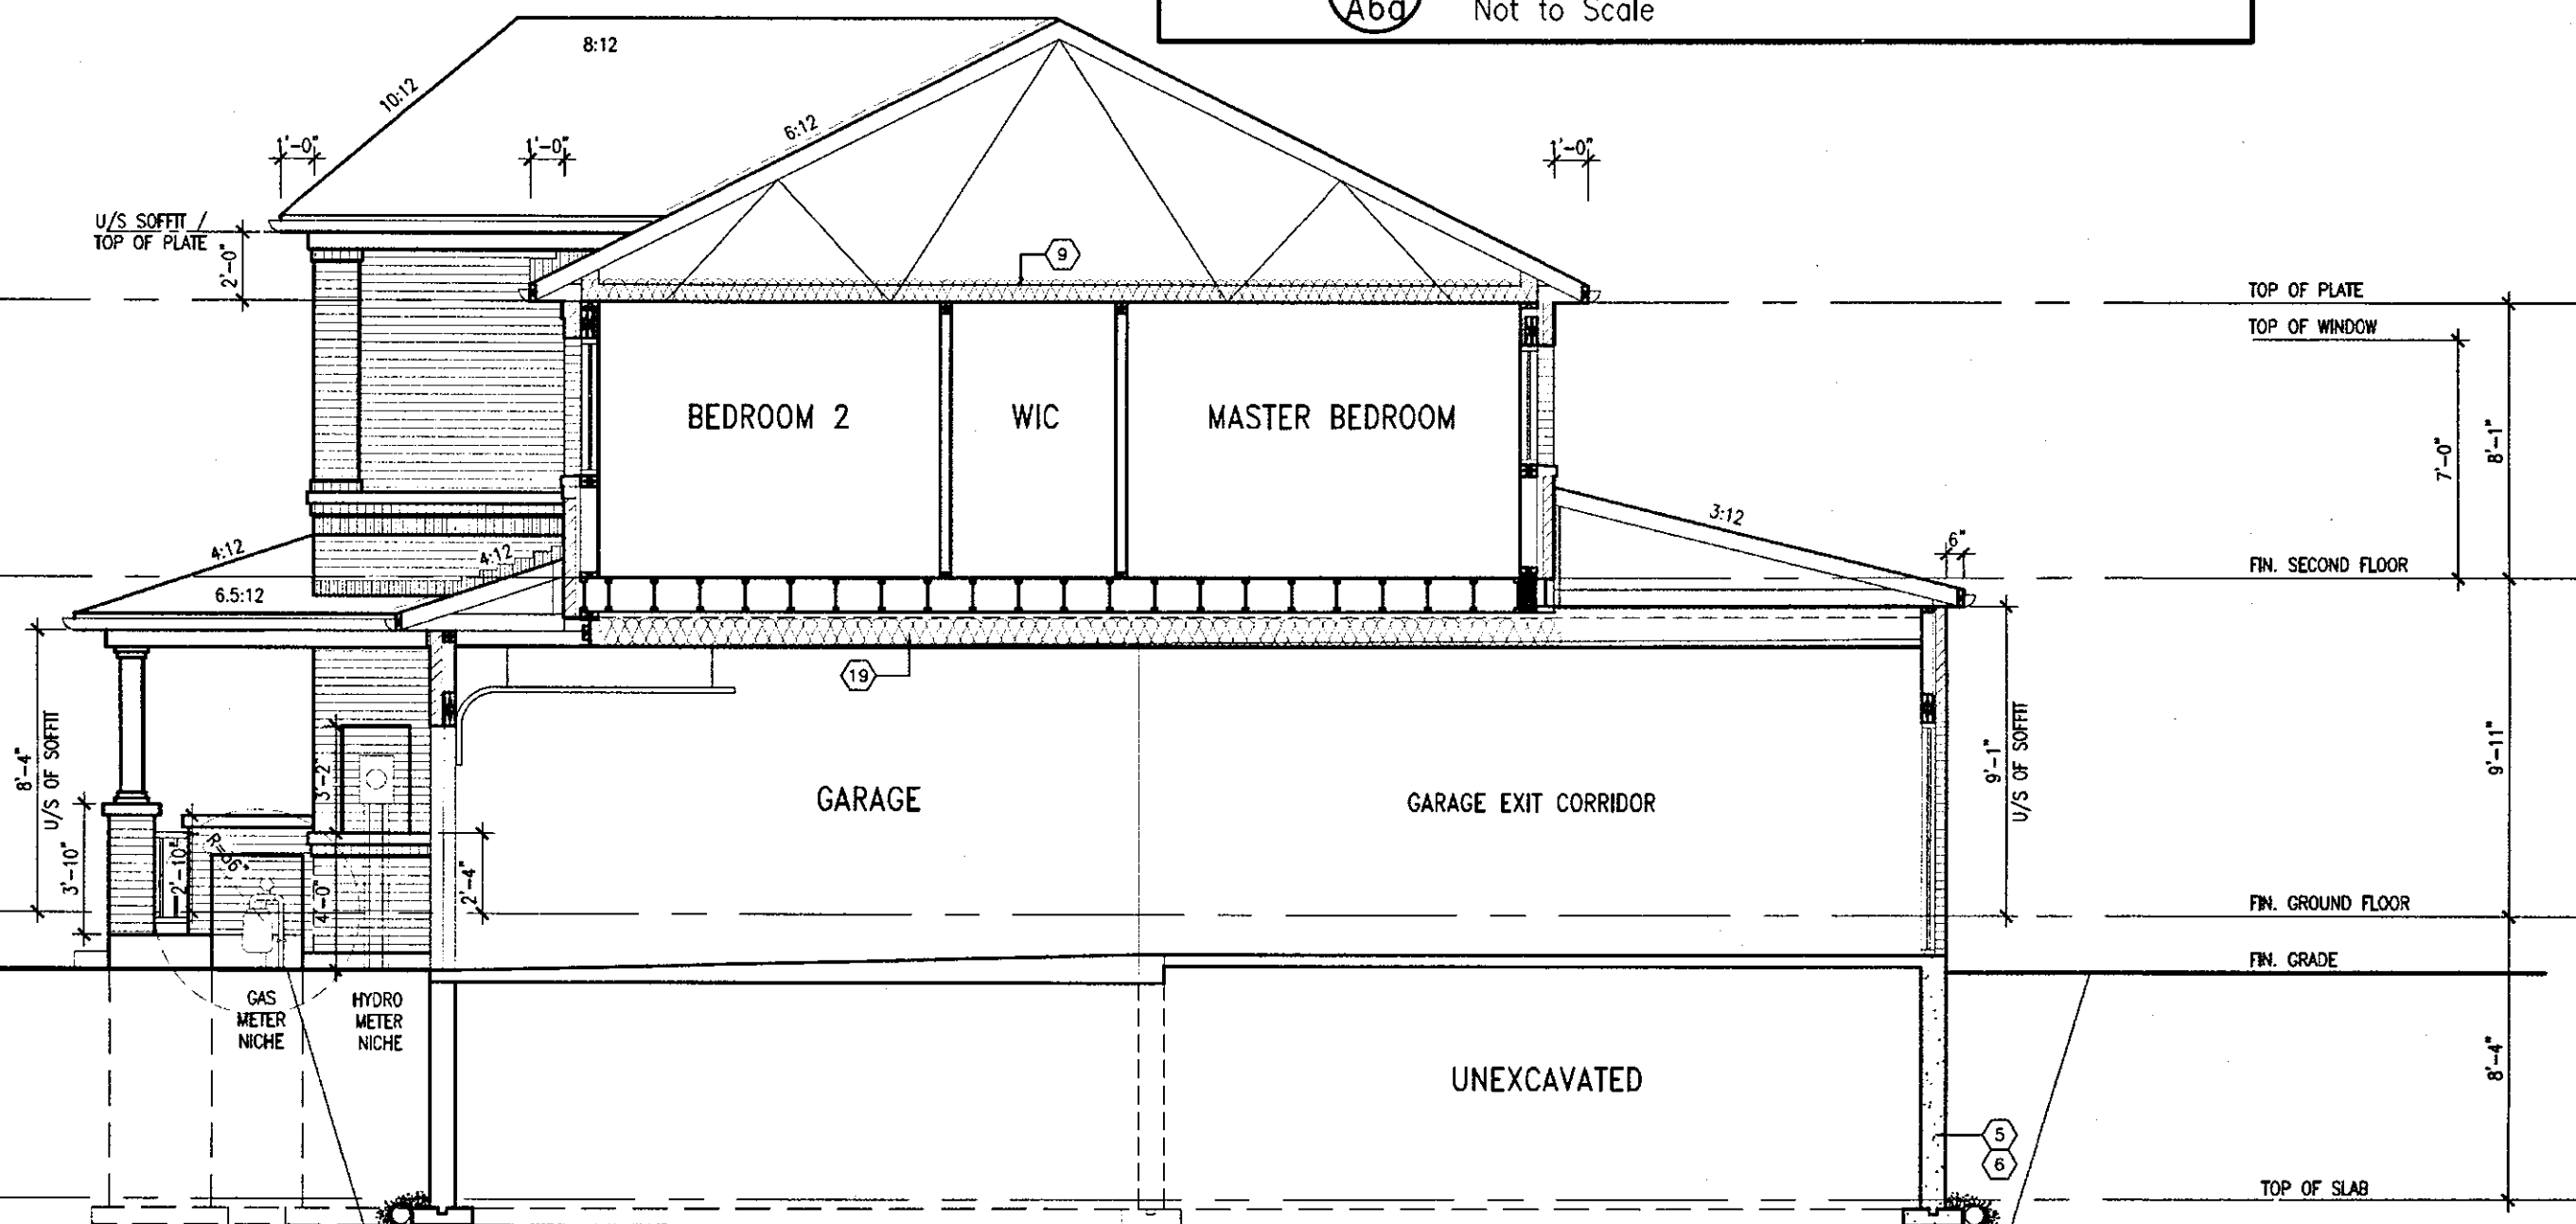 A6a
Not to Scale
8:12
10:12
6:12
1'-0"
1'-0"
1'-0"
U/S SOFFIT /
TOP OF PLATE
2'-0"
9
TOP OF PLATE
TOP OF WINDOW
BEDROOM 2
WIC
MASTER BEDROOM
7'-0"
8'-1"
3:12
6"
4:12
4:12
6.5:12
FIN. SECOND FLOOR
19
8'-4"
U/S OF SOFFIT
3'-2"
GARAGE
GARAGE EXIT CORRIDOR
9'-1"
U/S OF SOFFIT
9'-11"
3'-10"
2'-10"
4'-0"
2'-4"
FIN. GROUND FLOOR
FIN. GRADE
GAS
METER
NICHE
HYDRO
METER
NICHE
UNEXCAVATED
8'-4"
5
6
TOP OF SLAB